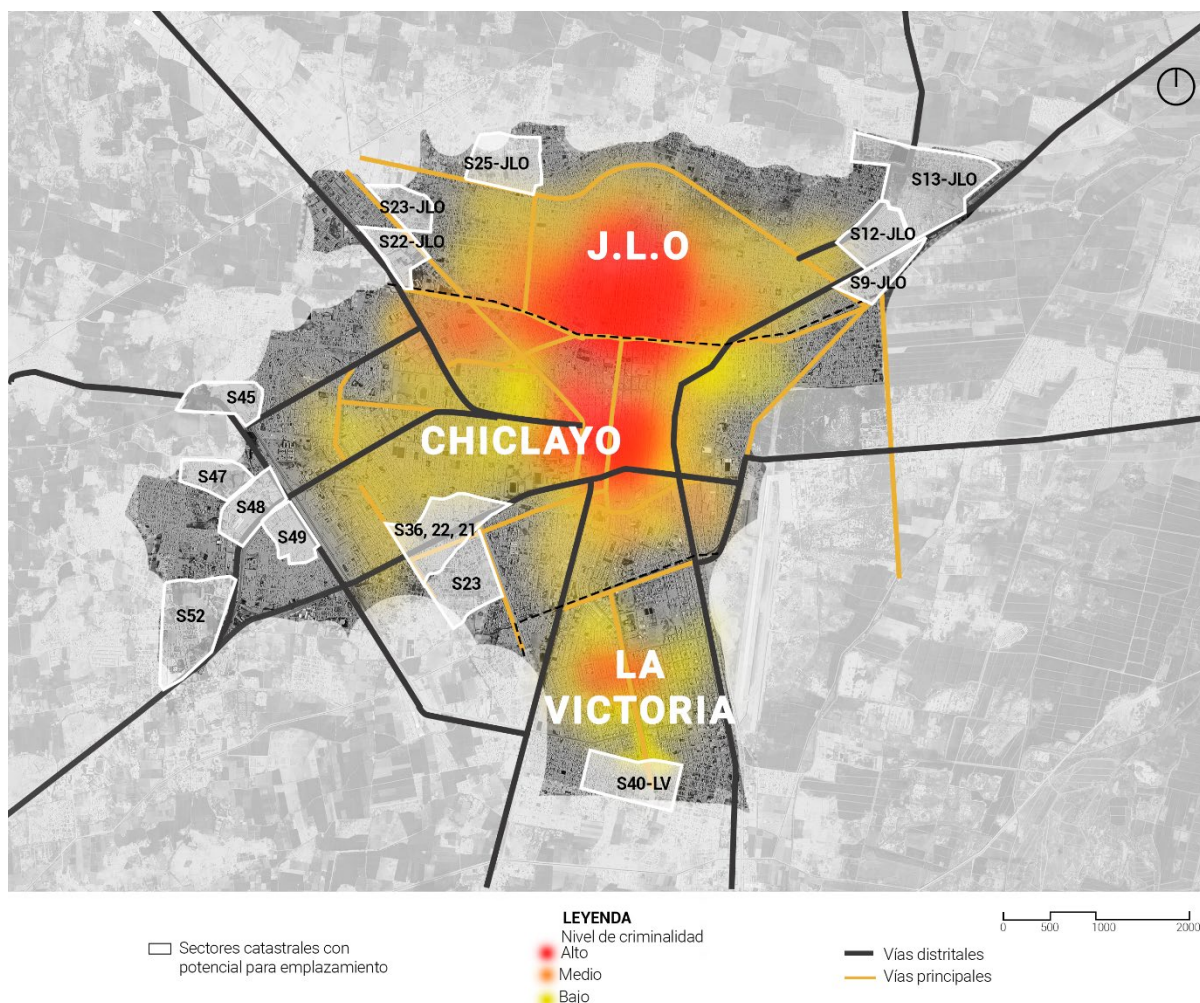 S25-JLO
S13-JLO
S23-JLO
S12-JLO
S22-JLO
J.L.O
S9-JLO
S45
CHICLAYO
S47
S48
S36, 22, 21
S49
S23
S52
LA
VICTORIA
S40-LV
LEYENDA
Nivel de criminalidad
Alto
Medio
Bajo
Sectores catastrales con
potencial para emplazamiento
0 500 1000 2000
Vías distritales
Vías principales